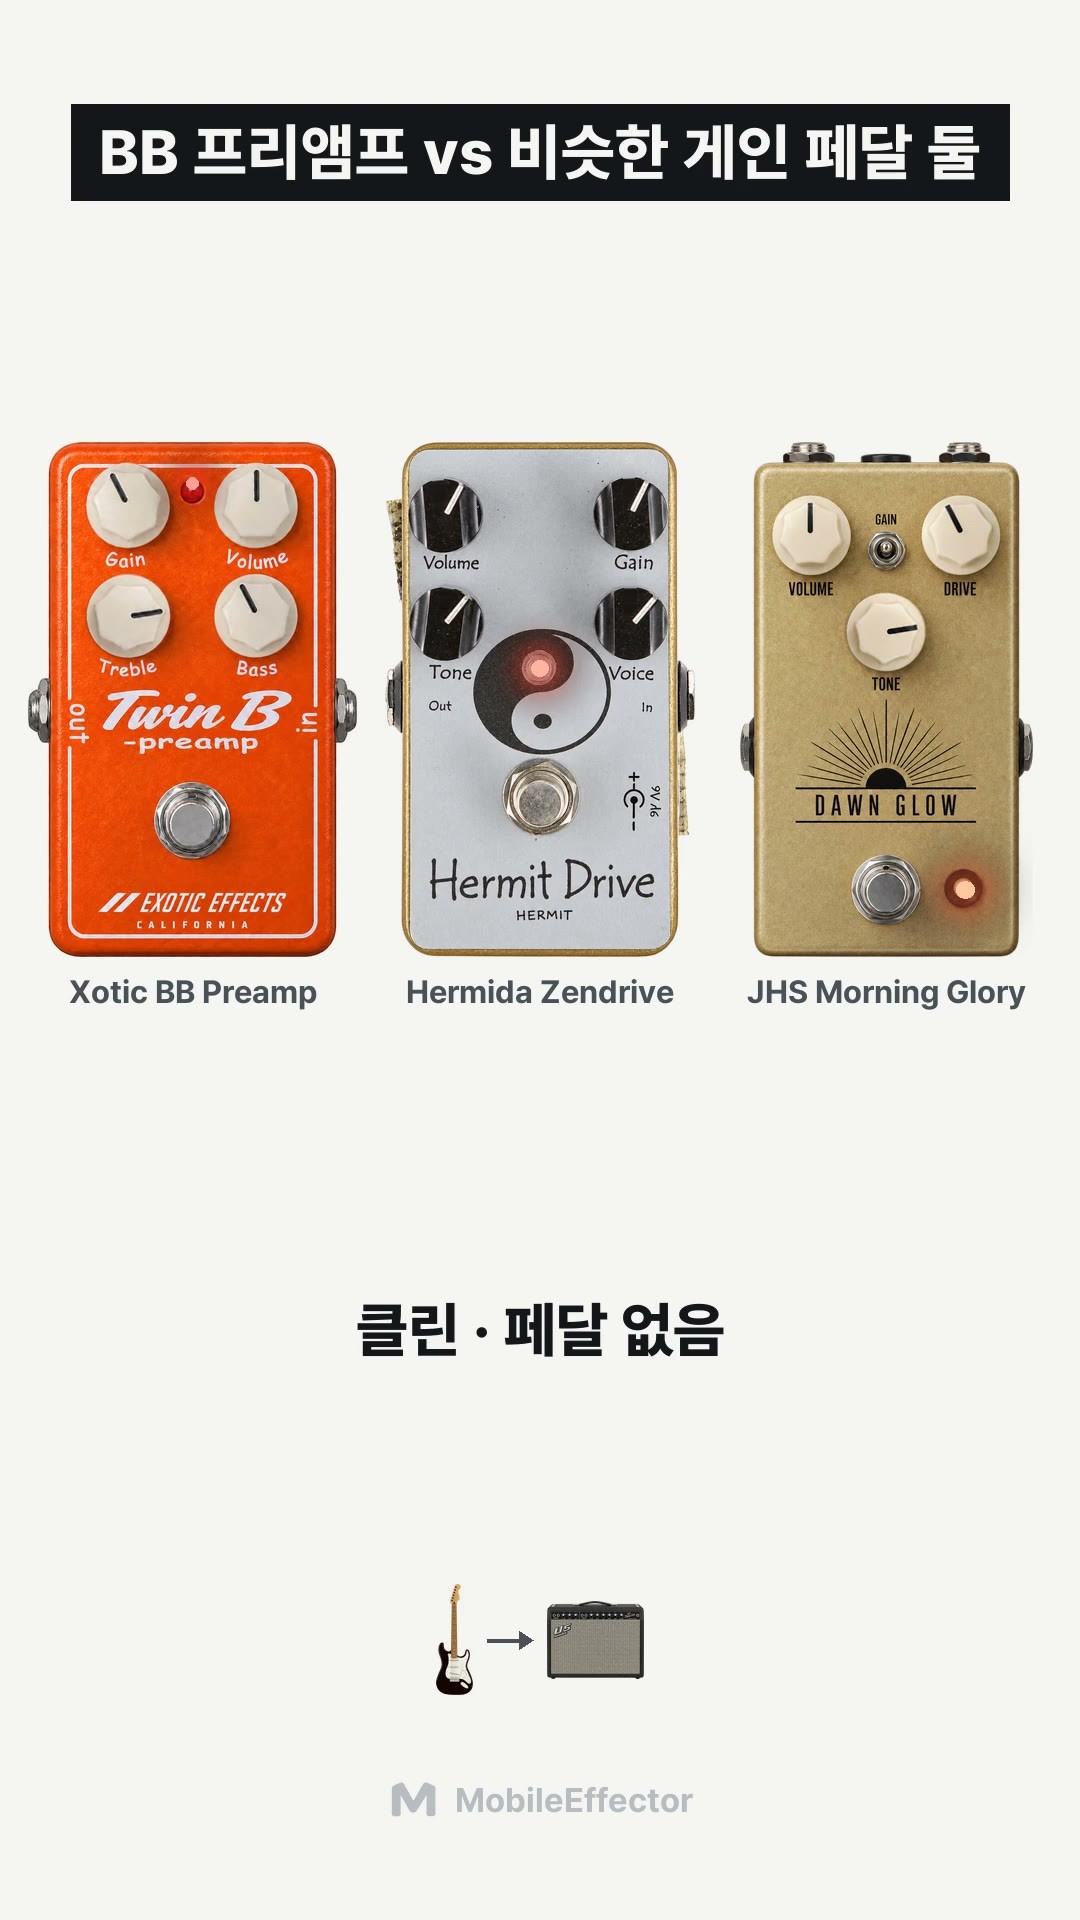 BB 프리앰프 vs 비슷한 게인 페달 둘
Gain
Volume
Treble
Bass
out
in
Twin B
-preamp
EXOTIC EFFECTS
CALIFORNIA
Xotic BB Preamp
Volume
Gain
Tone
Voice
Out
In
9V
Hermit Drive
HERMIT
Hermida Zendrive
GAIN
VOLUME
DRIVE
TONE
DAWN GLOW
JHS Morning Glory
클린 · 페달 없음
MobileEffector